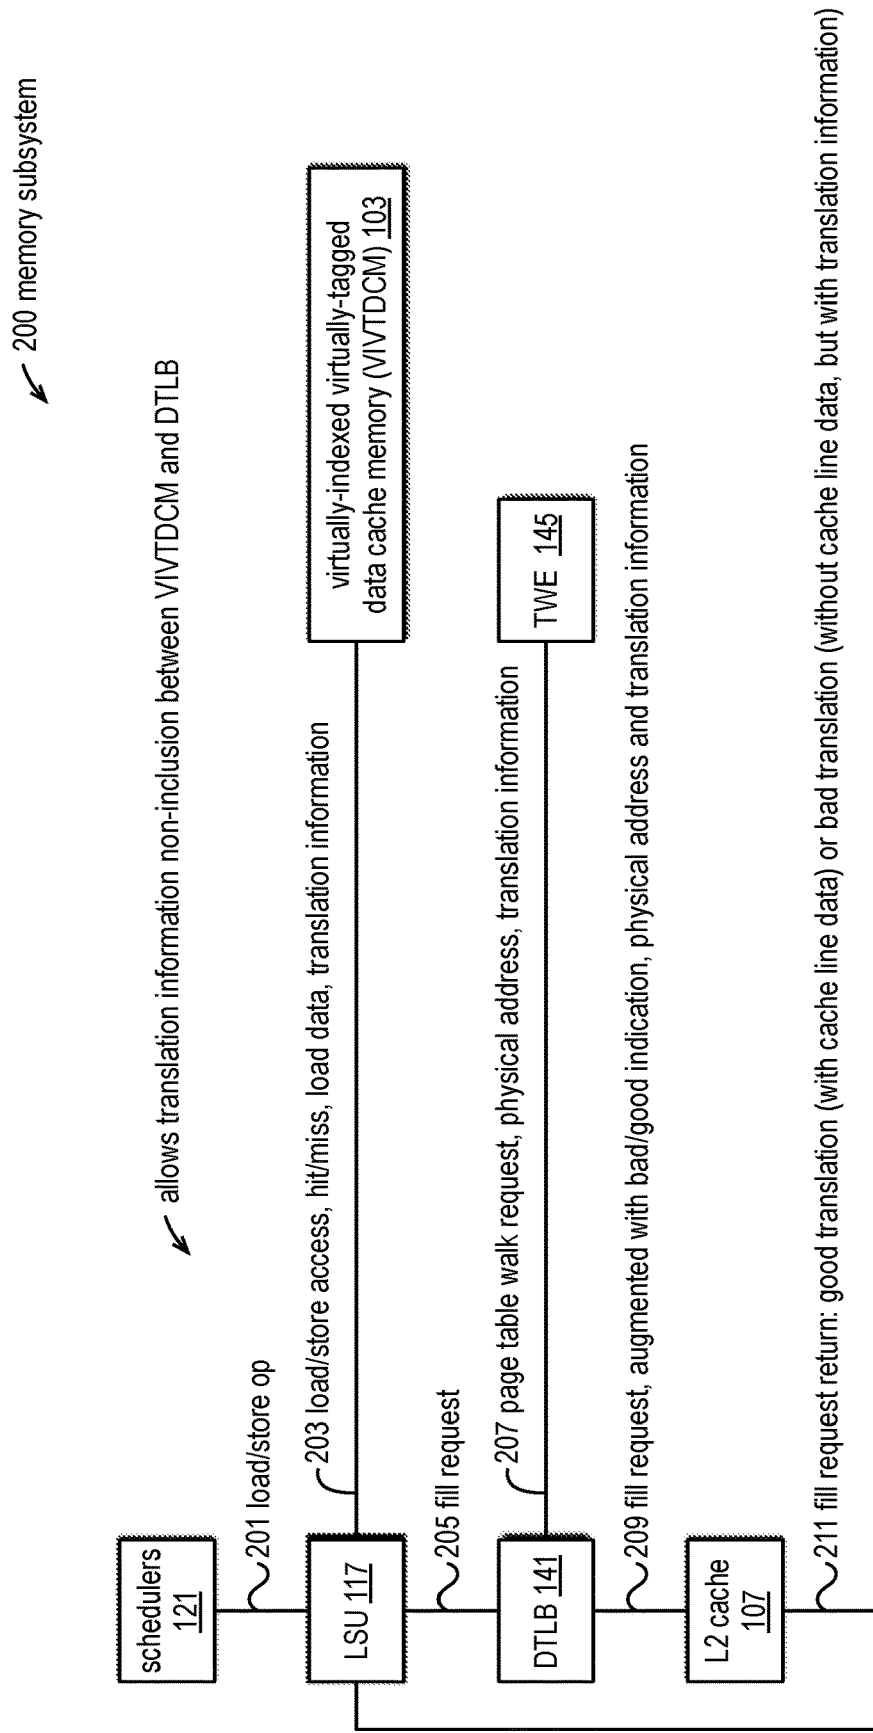 200 memory subsystem
allows translation information non-inclusion between VIVTDCM and DTLB
schedulers
121
201 load/store op
LSU 117
203 load/store access, hit/miss, load data, translation information
virtually-indexed virtually-tagged
data cache memory (VIVTDCM) 103
205 fill request
DTLB 141
207 page table walk request, physical address, translation information
TWE 145
209 fill request, augmented with bad/good indication, physical address and translation information
L2 cache
107
211 fill request return: good translation (with cache line data) or bad translation (without cache line data, but with translation information)